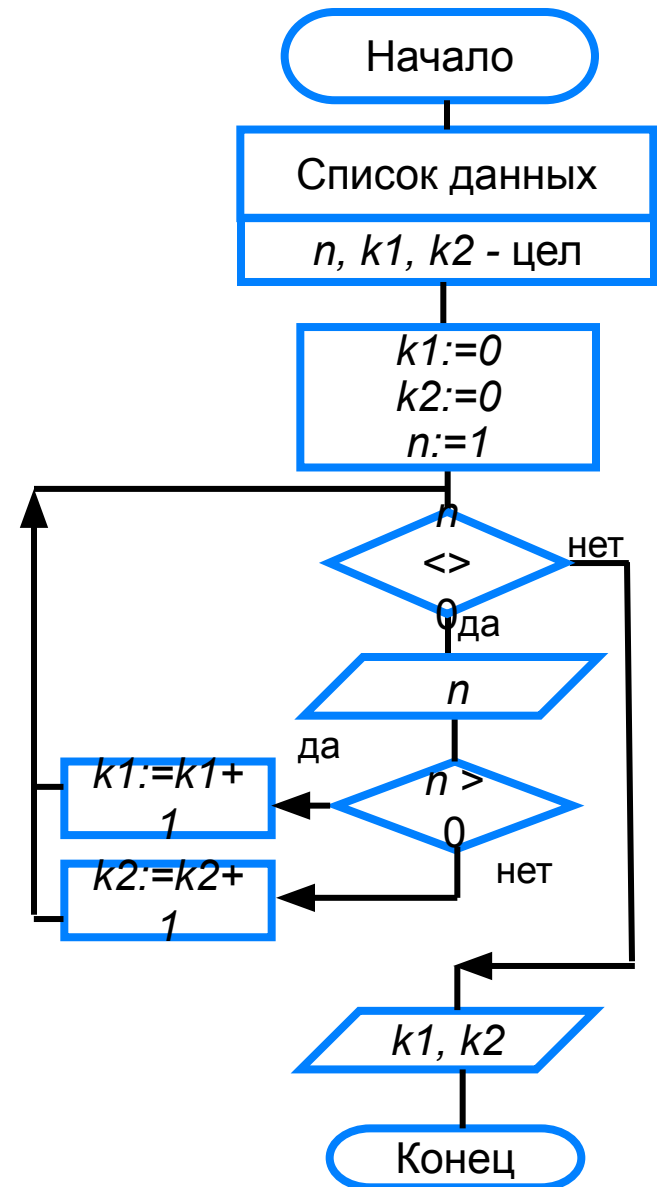 Начало
Список данных
n, k1, k2 - цел
k1:=0
k2:=0
n:=1
n
<>
0
нет
да
n
да
n >
0
k1:=k1+
1
нет
k2:=k2+
1
k1, k2
Конец